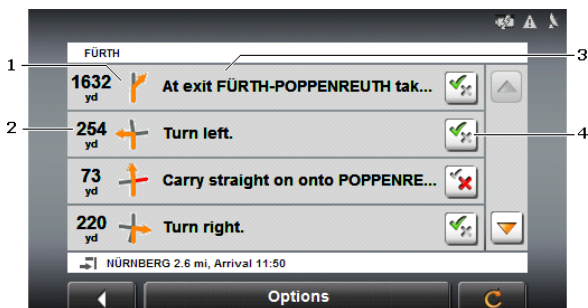 FÜRTH
1
3
1632
yd
At exit FÜRTH-POPPENREUTH tak...
2
254
yd
Turn left.
4
73
yd
Carry straight on onto POPPENRE...
220
yd
Turn right.
NÜRNBERG 2.6 mi, Arrival 11:50
Options